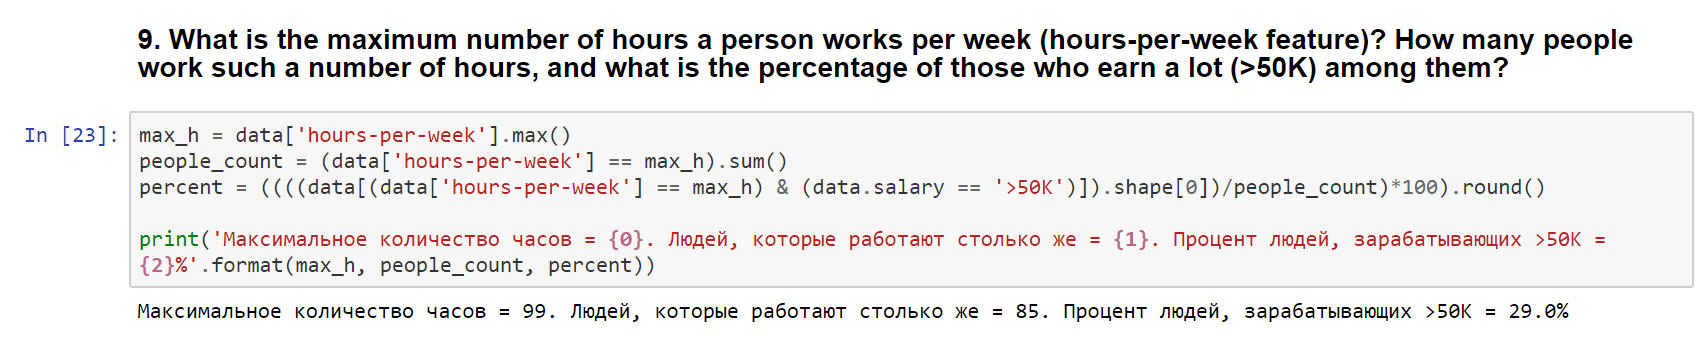 9. What is the maximum number of hours a person works per week (hours-per-week feature)? How many people
work such a number of hours, and what is the percentage of those who earn a lot (>50K) among them?
In [23]: max_h = data['hours-per-week'].max()
people_count = (data['hours-per-week'] == max_h).sum()
percent = ((((data[(data['hours-per-week'] == max_h) & (data.salary == '>50K')]).shape[0])/people_count)*100).round()
print('Максимальное количество часов = {0}. Людей, которые работают столько же = {1}. Процент людей, зарабатывающих >50K =
{2}%'.format(max_h, people_count, percent))
Максимальное количество часов = 99. Людей, которые работают столько же = 85. Процент людей, зарабатывающих >50K = 29.0%